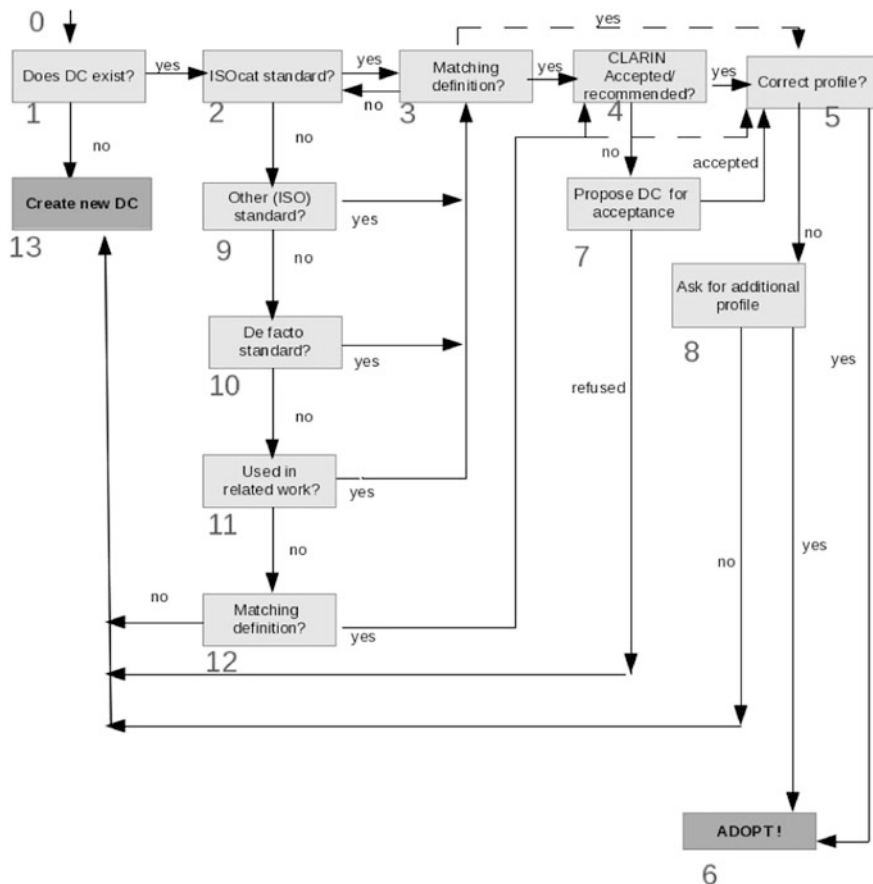 0
yes
Does DC exist?
yes
ISOcat standard?
yes
no
Matching
definition?
yes
CLARIN
Accepted/
recommended?
yes
Correct profile?
1
2
3
4
5
no
no
no
accepted
Create new DC
Other (ISO)
standard?
yes
Propose DC for
acceptance
13
9
7
no
no
Ask for additional
profile
De facto
standard?
yes
8
yes
10
refused
no
Used in
related work?
yes
11
no
no
yes
no
Matching
definition?
yes
12
ADOPT !
6